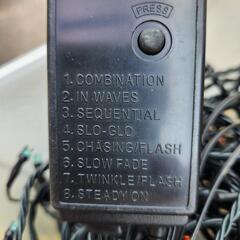 PRESS
1. COMBINATION
2. IN WAVES
3. SEQUENTIAL
4. SLO-GLO
5. CHASING/FLASH
6. SLOW FADE
7. TWINKLE/FLASH
8. STEADY ON